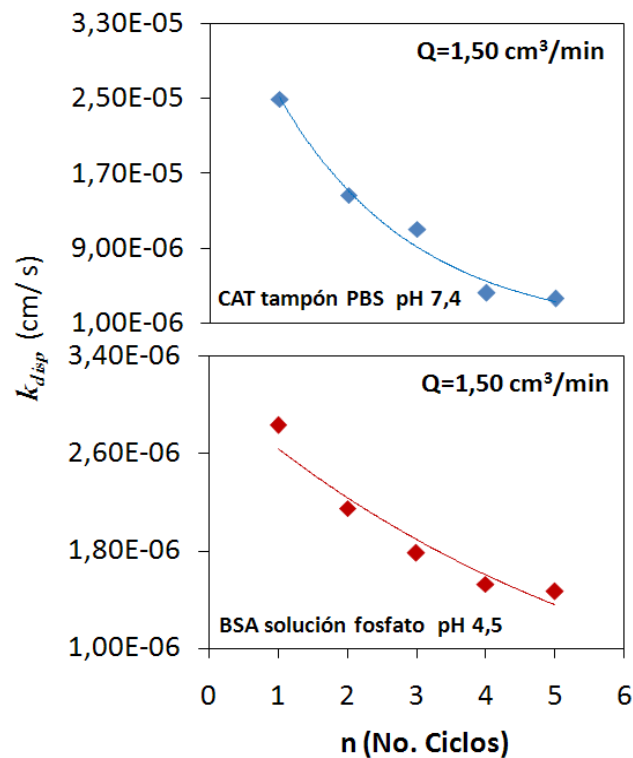 3,30E-05
Q=1,50 cm³/min
2,50E-05
1,70E-05
9,00E-06
CAT tampón PBS pH 7,4
1,00E-06
k_disp (cm/ s)
3,40E-06
Q=1,50 cm³/min
2,60E-06
1,80E-06
BSA solución fosfato pH 4,5
1,00E-06
0 1 2 3 4 5 6
n (No. Ciclos)